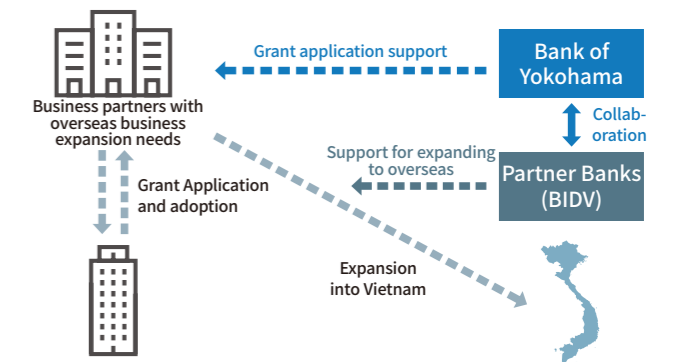 Grant application support
Bank of
Yokohama
Business partners with
overseas business
expansion needs
Collab-
oration
Support for expanding
to overseas
Partner Banks
(BIDV)
Grant Application
and adoption
Expansion
into Vietnam